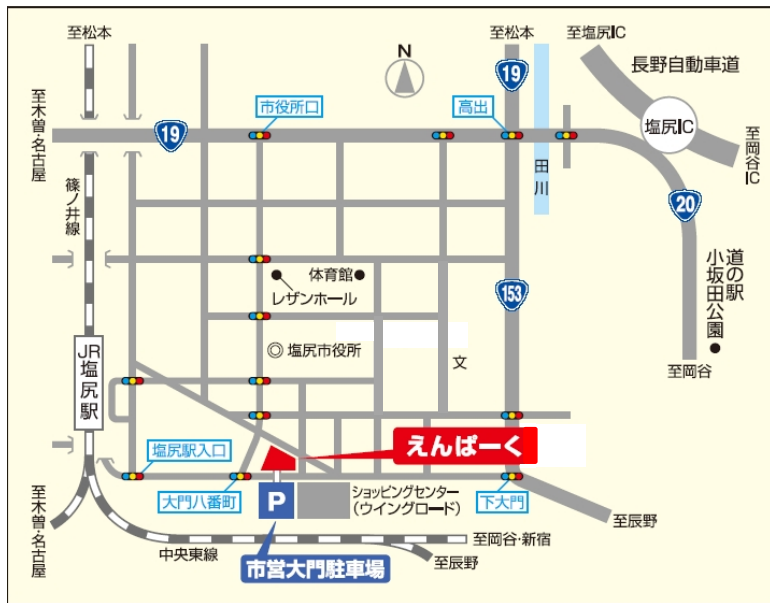 至松本
至松本
至塩尻IC
N
長野自動車道
19
市役所口
高出
19
塩尻IC
至木曽・名古屋
至岡谷IC
田川
20
篠ノ井線
体育館
レザンホール
153
道の駅
小坂田公園
塩尻市役所
文
至岡谷
JR塩尻駅
えんぱーく
塩尻駅入口
大門八番町
P
ショッピングセンター
(ウイングロード)
下大門
至辰野
至木曽・名古屋
中央東線
至岡谷・新宿
市営大門駐車場
至辰野